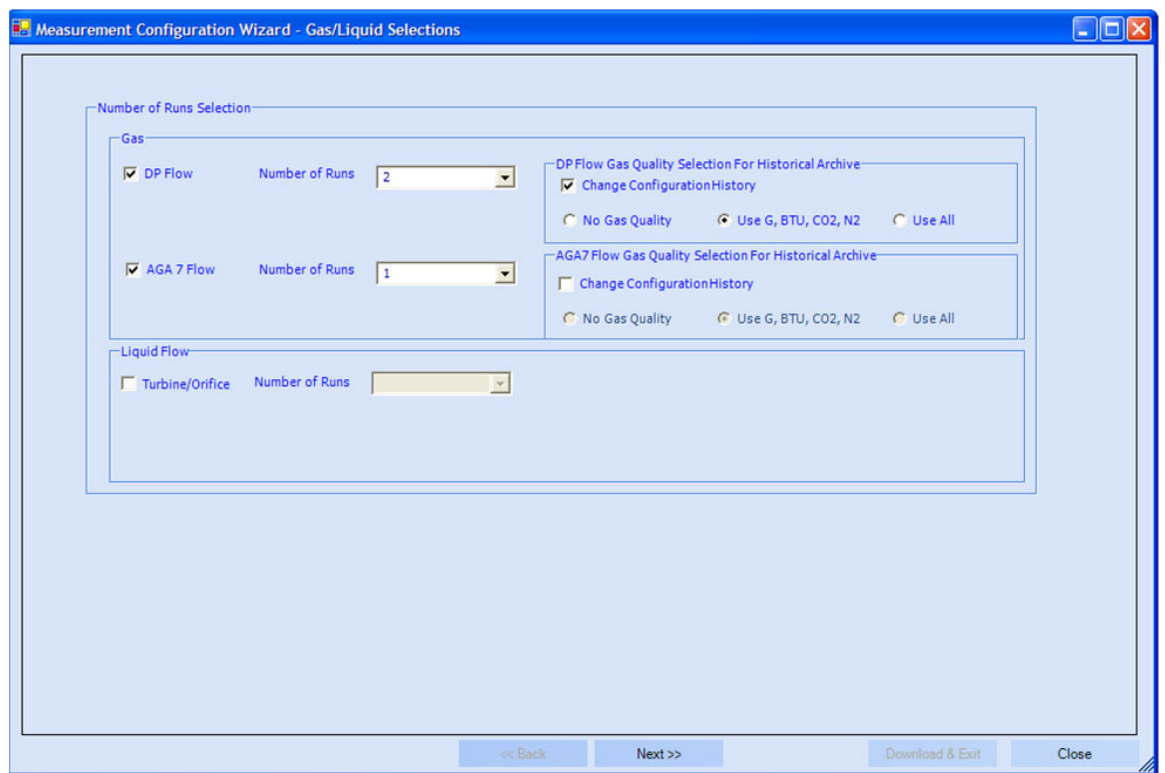 Measurement Configuration Wizard - Gas/Liquid Selections
Number of Runs Selection
Gas
DP Flow Number of Runs 2
DP Flow Gas Quality Selection For Historical Archive
Change Configuration History
No Gas Quality Use G, BTU, CO2, N2 Use All
AGA 7 Flow Number of Runs 1
AGA7 Flow Gas Quality Selection For Historical Archive
Change Configuration History
No Gas Quality Use G, BTU, CO2, N2 Use All
Liquid Flow
Turbine/Orifice Number of Runs
<< Back Next >> Download & Exit Close